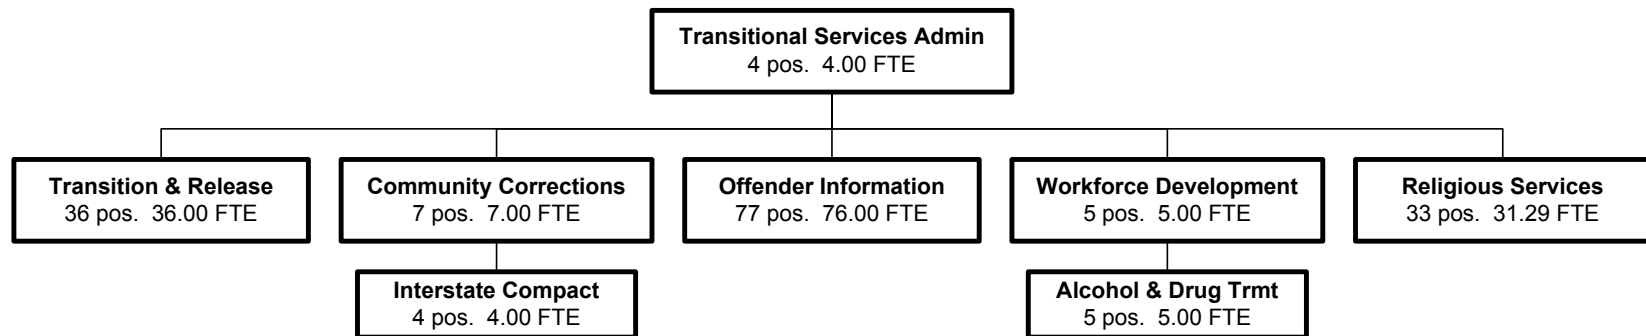 Transitional Services Admin
4 pos. 4.00 FTE
Transition & Release
36 pos. 36.00 FTE
Community Corrections
7 pos. 7.00 FTE
Offender Information
77 pos. 76.00 FTE
Workforce Development
5 pos. 5.00 FTE
Religious Services
33 pos. 31.29 FTE
Interstate Compact
4 pos. 4.00 FTE
Alcohol & Drug Trmt
5 pos. 5.00 FTE